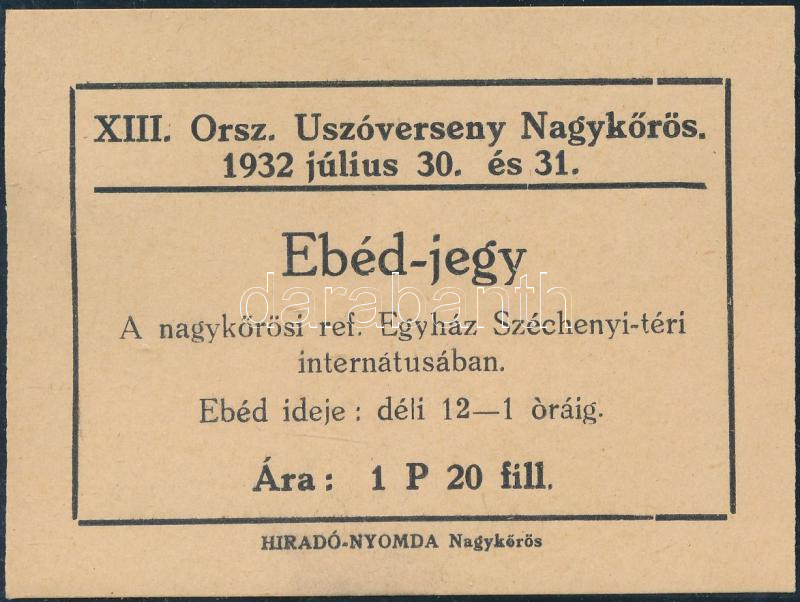 XIII. Orsz. Uszóverseny Nagykőrös.
1932 július 30. és 31.
Ebéd-jegy
darabanth
A nagykőrösi ref. Egyház Széchenyi-téri
internátusában.
Ebéd ideje : déli 12—1 òráig.
Ára : 1 P 20 fill.
HIRADÓ-NYOMDA Nagykőrös